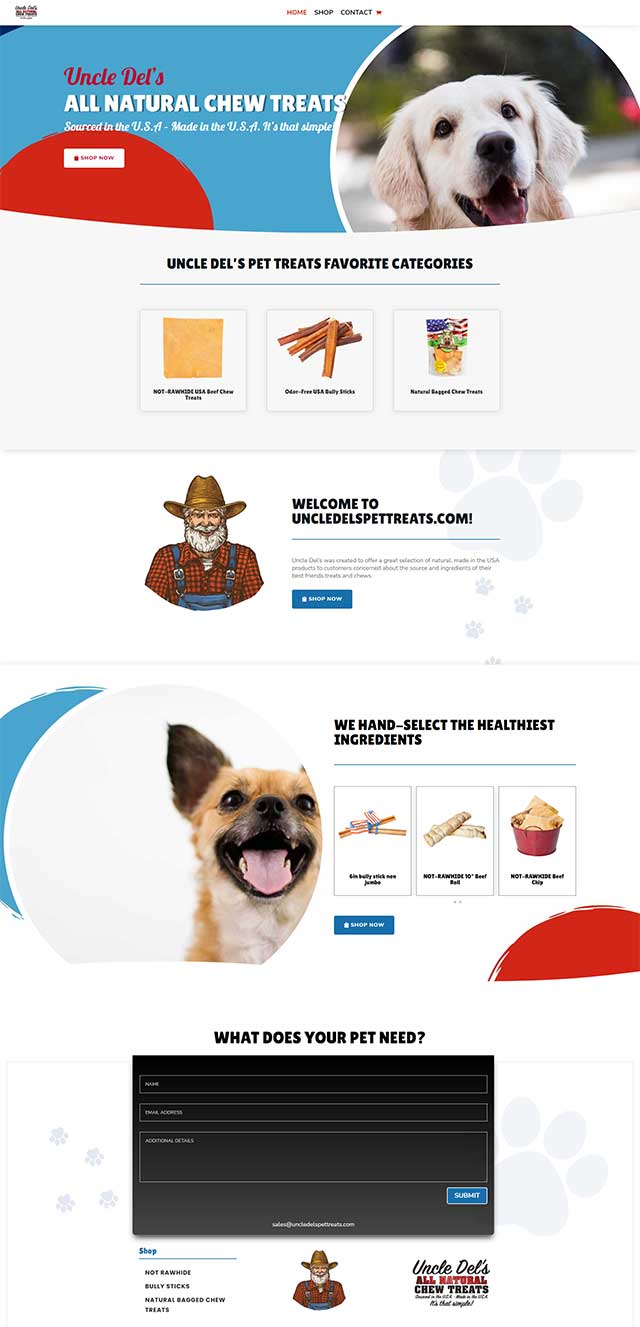 Uncle Del's
ALL NATURAL
CHEW TREATS
HOME SHOP CONTACT
Uncle Del's
ALL NATURAL CHEW TREATS
Sourced in the U.S.A - Made in the U.S.A. It's that simple!
SHOP NOW
UNCLE DEL'S PET TREATS FAVORITE CATEGORIES
NOT-RAWHIDE USA Beef Chew
Treats
Odor-Free USA Bully Sticks
Natural Bagged Chew Treats
WELCOME TO
UNCLEDELSPETTREATS.COM!
Uncle Del's was created to offer a great selection of natural, made in the USA
products to customers concerned about the source and ingredients of their
best friends treats and chews.
SHOP NOW
WE HAND-SELECT THE HEALTHIEST
INGREDIENTS
6in bully stick non
jumbo
NOT-RAWHIDE 10" Beef
Roll
NOT-RAWHIDE Beef
Chip
SHOP NOW
WHAT DOES YOUR PET NEED?
NAME
EMAIL ADDRESS
ADDITIONAL DETAILS
SUBMIT
sales@uncledelspettreats.com
Shop
NOT RAWHIDE
BULLY STICKS
NATURAL BAGGED CHEW
TREATS
Uncle Del's
ALL NATURAL
CHEW TREATS
Sourced in the U.S.A. - Made in the U.S.A.
It's that simple!